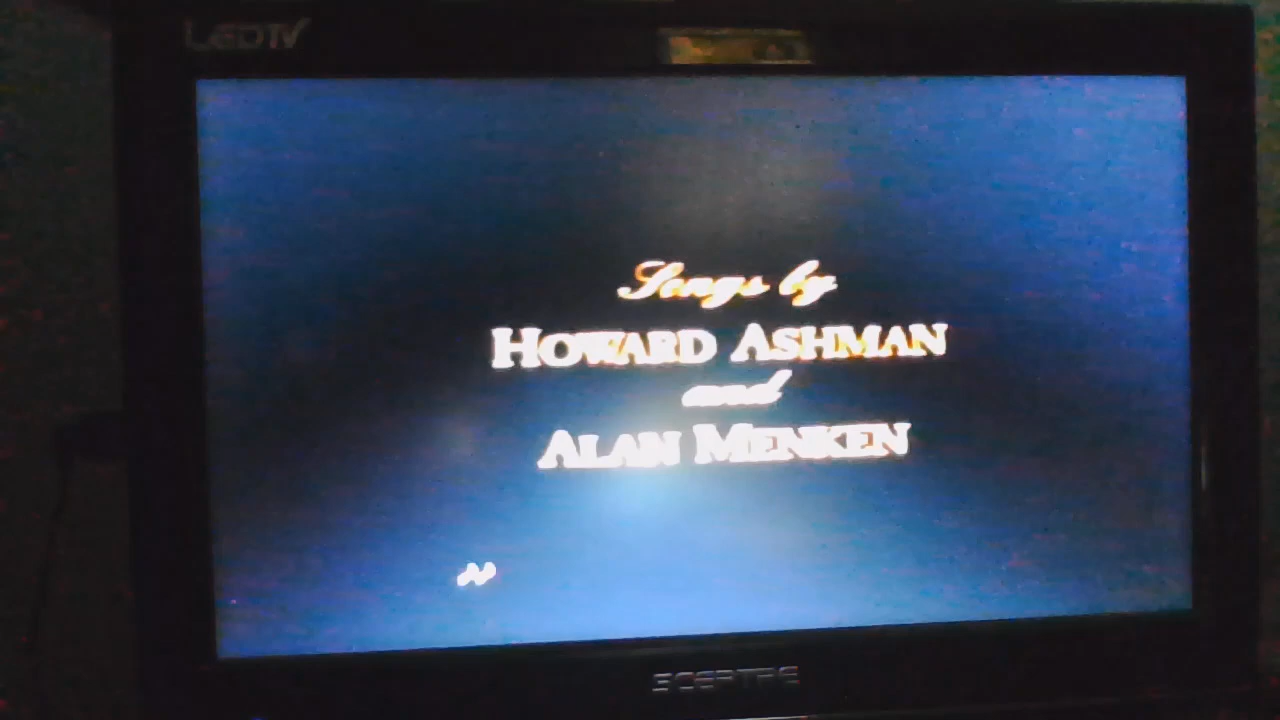 LEDTV
Songs by
HOWARD ASHMAN
and
ALAN MENKEN
♪♪
SCEPTRE